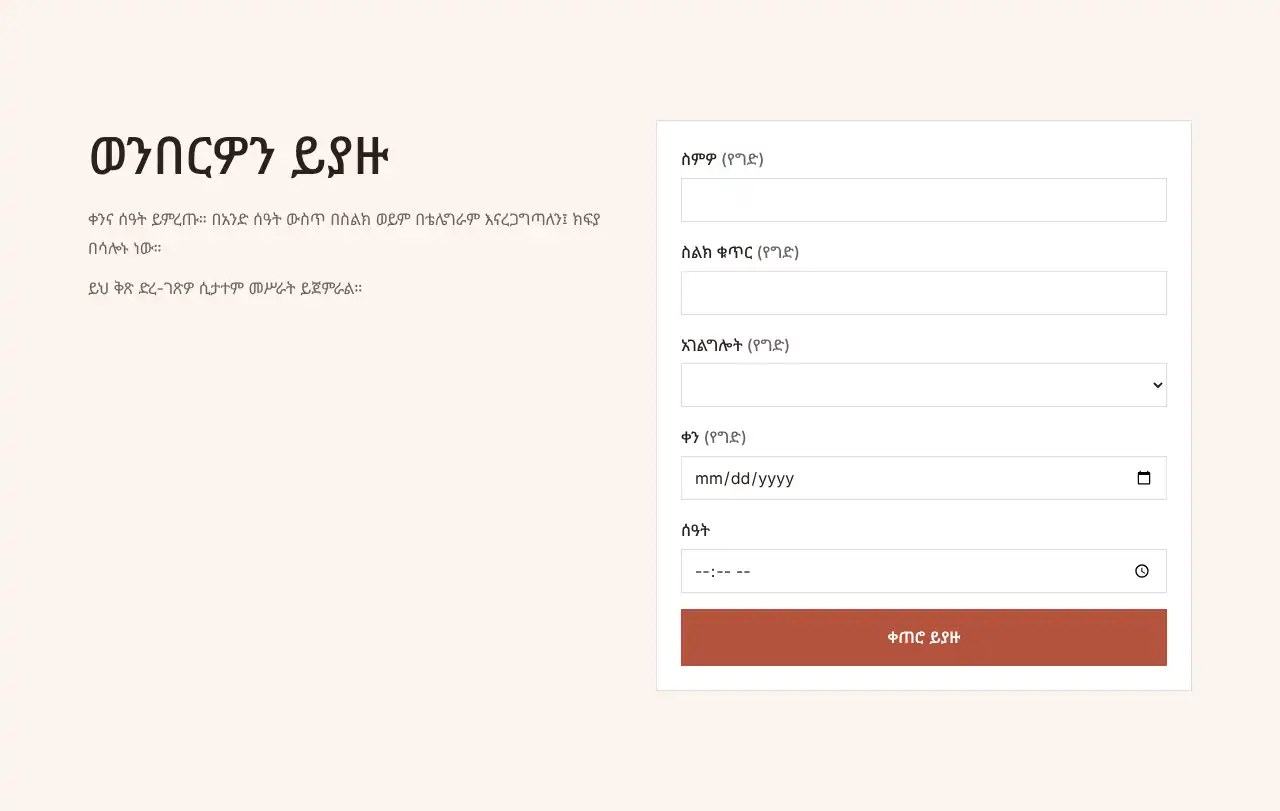 ወንበርዎን ይያዙ
ቀንና ሰዓት ይምረጡ። በአንድ ሰዓት ውስጥ በስልክ ወይም በቴሌግራም እናረጋግጣለን፤ ክፍያ
በሳሎት ነው።
ይህ ቅጽ ድረ-ገጽዎ ሲታተም መሥራት ይጀምራል።
ስምዎ (የግድ)
ስልክ ቁጥር (የግድ)
አገልግሎት (የግድ)
ቀን (የግድ)
mm/dd/yyyy
ሰዓት
--:-- --
ቀጠሮ ይያዙ